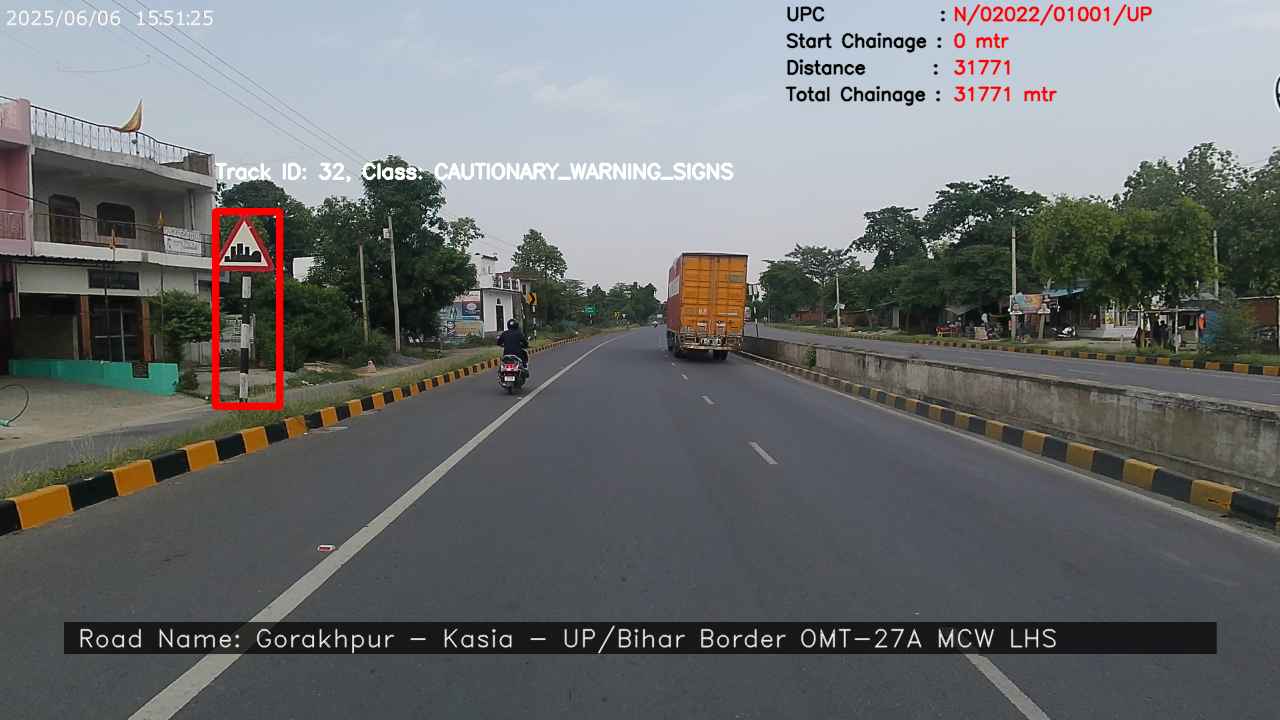 2025/06/06 15:51:25
UPC : N/02022/01001/UP
Start Chainage : 0 mtr
Distance : 31771
Total Chainage : 31771 mtr
Track ID: 32, Class: CAUTIONARY_WARNING_SIGNS
Road Name: Gorakhpur - Kasia - UP/Bihar Border OMT-27A MCW LHS